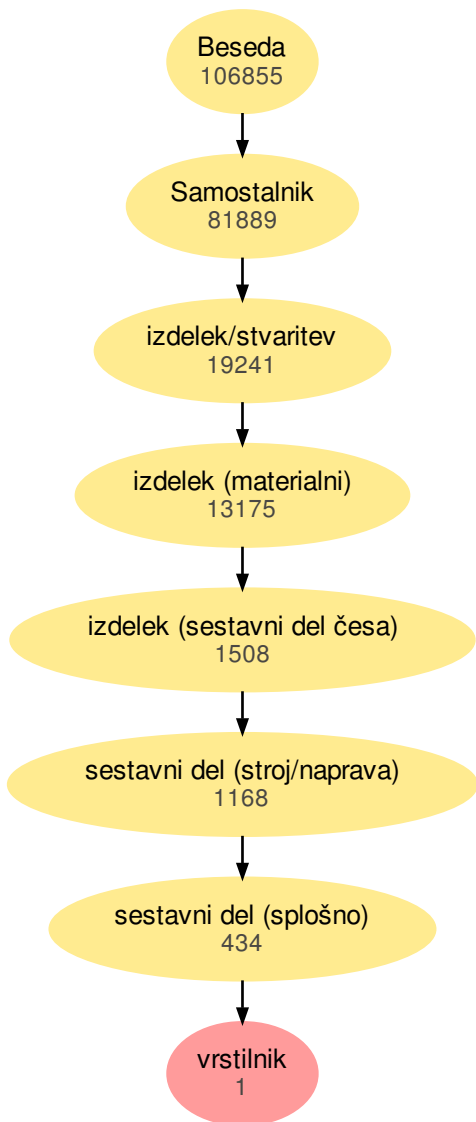 Beseda
106855
Samostalnik
81889
izdelek/stvaritev
19241
izdelek (materialni)
13175
izdelek (sestavni del česa)
1508
sestavni del (stroj/naprava)
1168
sestavni del (splošno)
434
vrstilnik
1